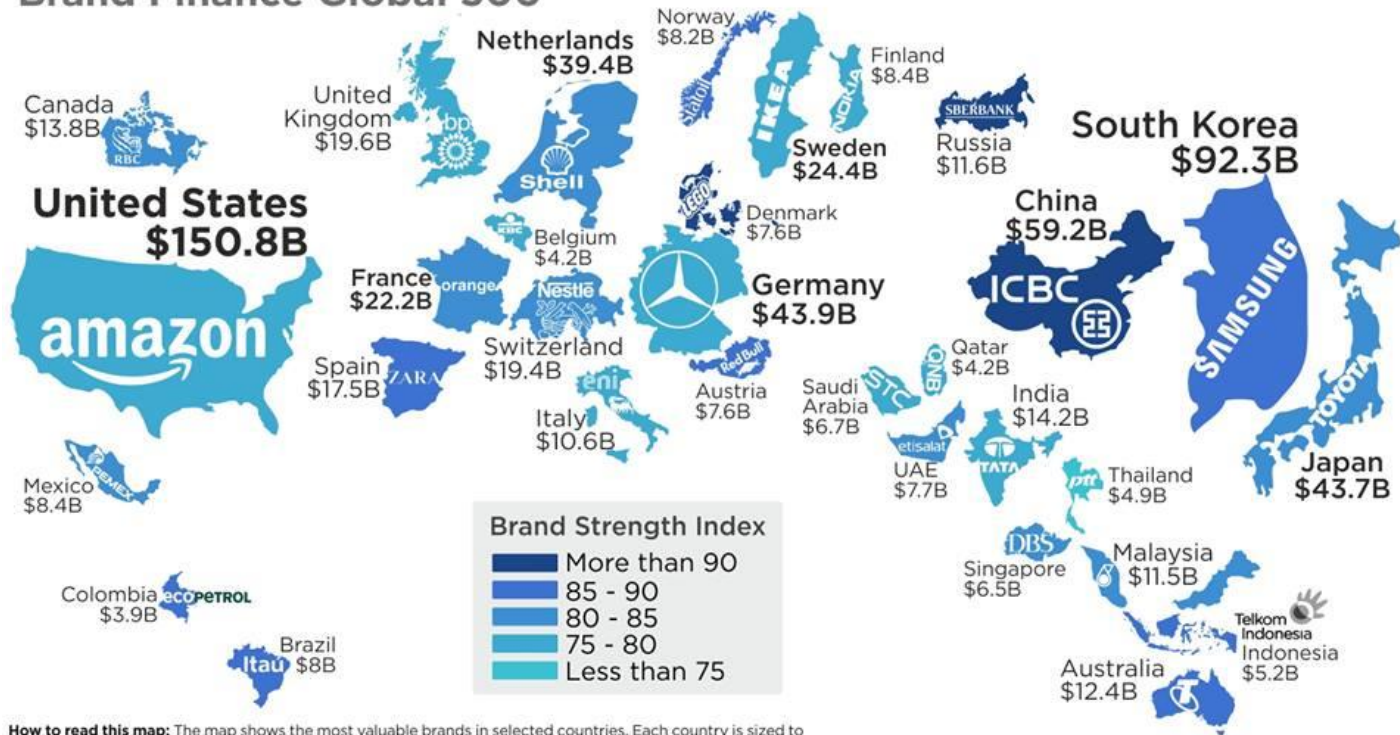 Brand Finance Global 500
Norway
$8.2B
Netherlands
$39.4B
Finland
$8.4B
Canada
$13.8B
RBC
United
Kingdom
$19.6B
bp
Statoil
IKEA
NOKIA
SBERBANK
Russia
$11.6B
South Korea
$92.3B
Shell
Sweden
$24.4B
United States
$150.8B
LEGO
Denmark
$7.6B
China
$59.2B
KBC
Belgium
$4.2B
France
$22.2B
orange
Nestlé
Germany
$43.9B
ICBC
SAMSUNG
amazon
Spain
$17.5B
ZARA
Switzerland
$19.4B
Red Bull
Austria
$7.6B
eni
Italy
$10.6B
Saudi
Arabia
$6.7B
STC
QNB
Qatar
$4.2B
India
$14.2B
TOYOTA
etisalat
UAE
$7.7B
TATA
ptt
Thailand
$4.9B
Japan
$43.7B
Mexico
$8.4B
PEMEX
Brand Strength Index
More than 90
85 - 90
80 - 85
75 - 80
Less than 75
DBS
Singapore
$6.5B
Malaysia
$11.5B
Colombia
$3.9B
ecoPETROL
Telkom
Indonesia
Indonesia
$5.2B
Brazil
$8B
Itaú
Australia
$12.4B
T
How to read this map: The map shows the most valuable brands in selected countries. Each country is sized to